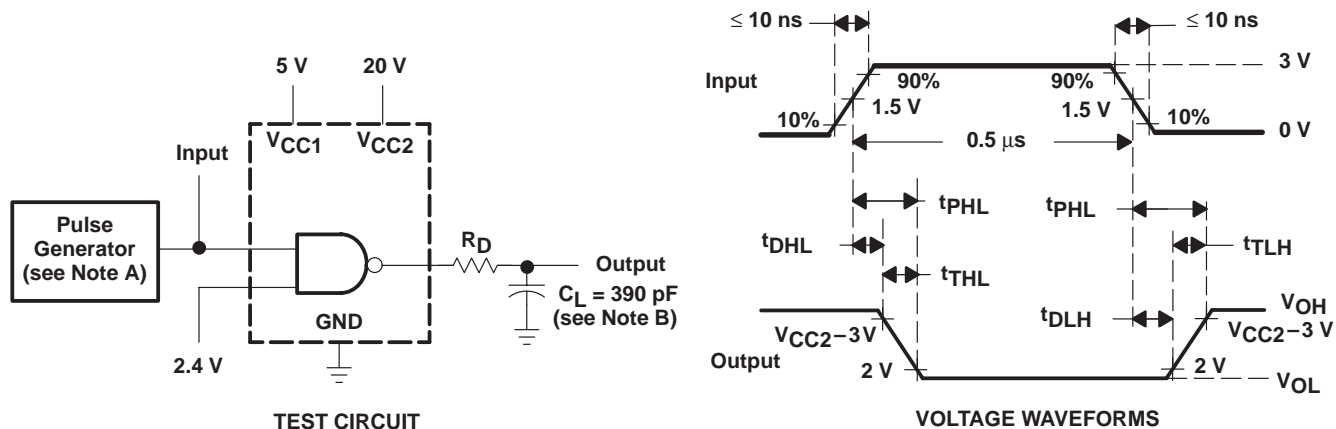 5 V
20 V
VCC1
VCC2
Input
Pulse
Generator
(see Note A)
RD
Output
CL = 390 pF
(see Note B)
GND
2.4 V
TEST CIRCUIT
≤ 10 ns
≤ 10 ns
3 V
Input
90%
90%
1.5 V
1.5 V
10%
10%
0 V
0.5 μs
tPHL
tPHL
tDHL
tTLH
tTHL
VOH
tDLH
VCC2−3V
VCC2−3 V
Output
2 V
2 V
VOL
VOLTAGE WAVEFORMS